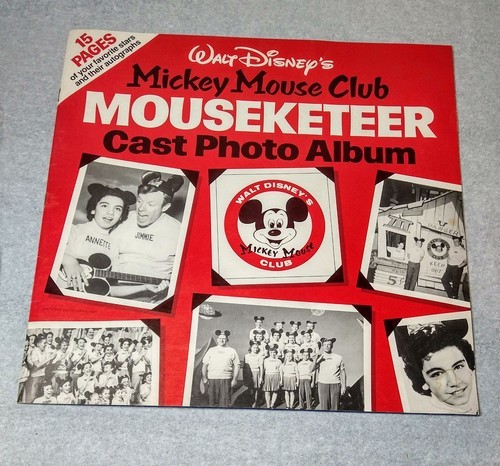 15
PAGES
of your favorite stars
and their autographs
Walt Disney's
Mickey Mouse Club
MOUSEKETEER
Cast Photo Album
ANNETTE
JIMMIE
WALT DISNEY'S
MICKEY MOUSE
CLUB
5¢